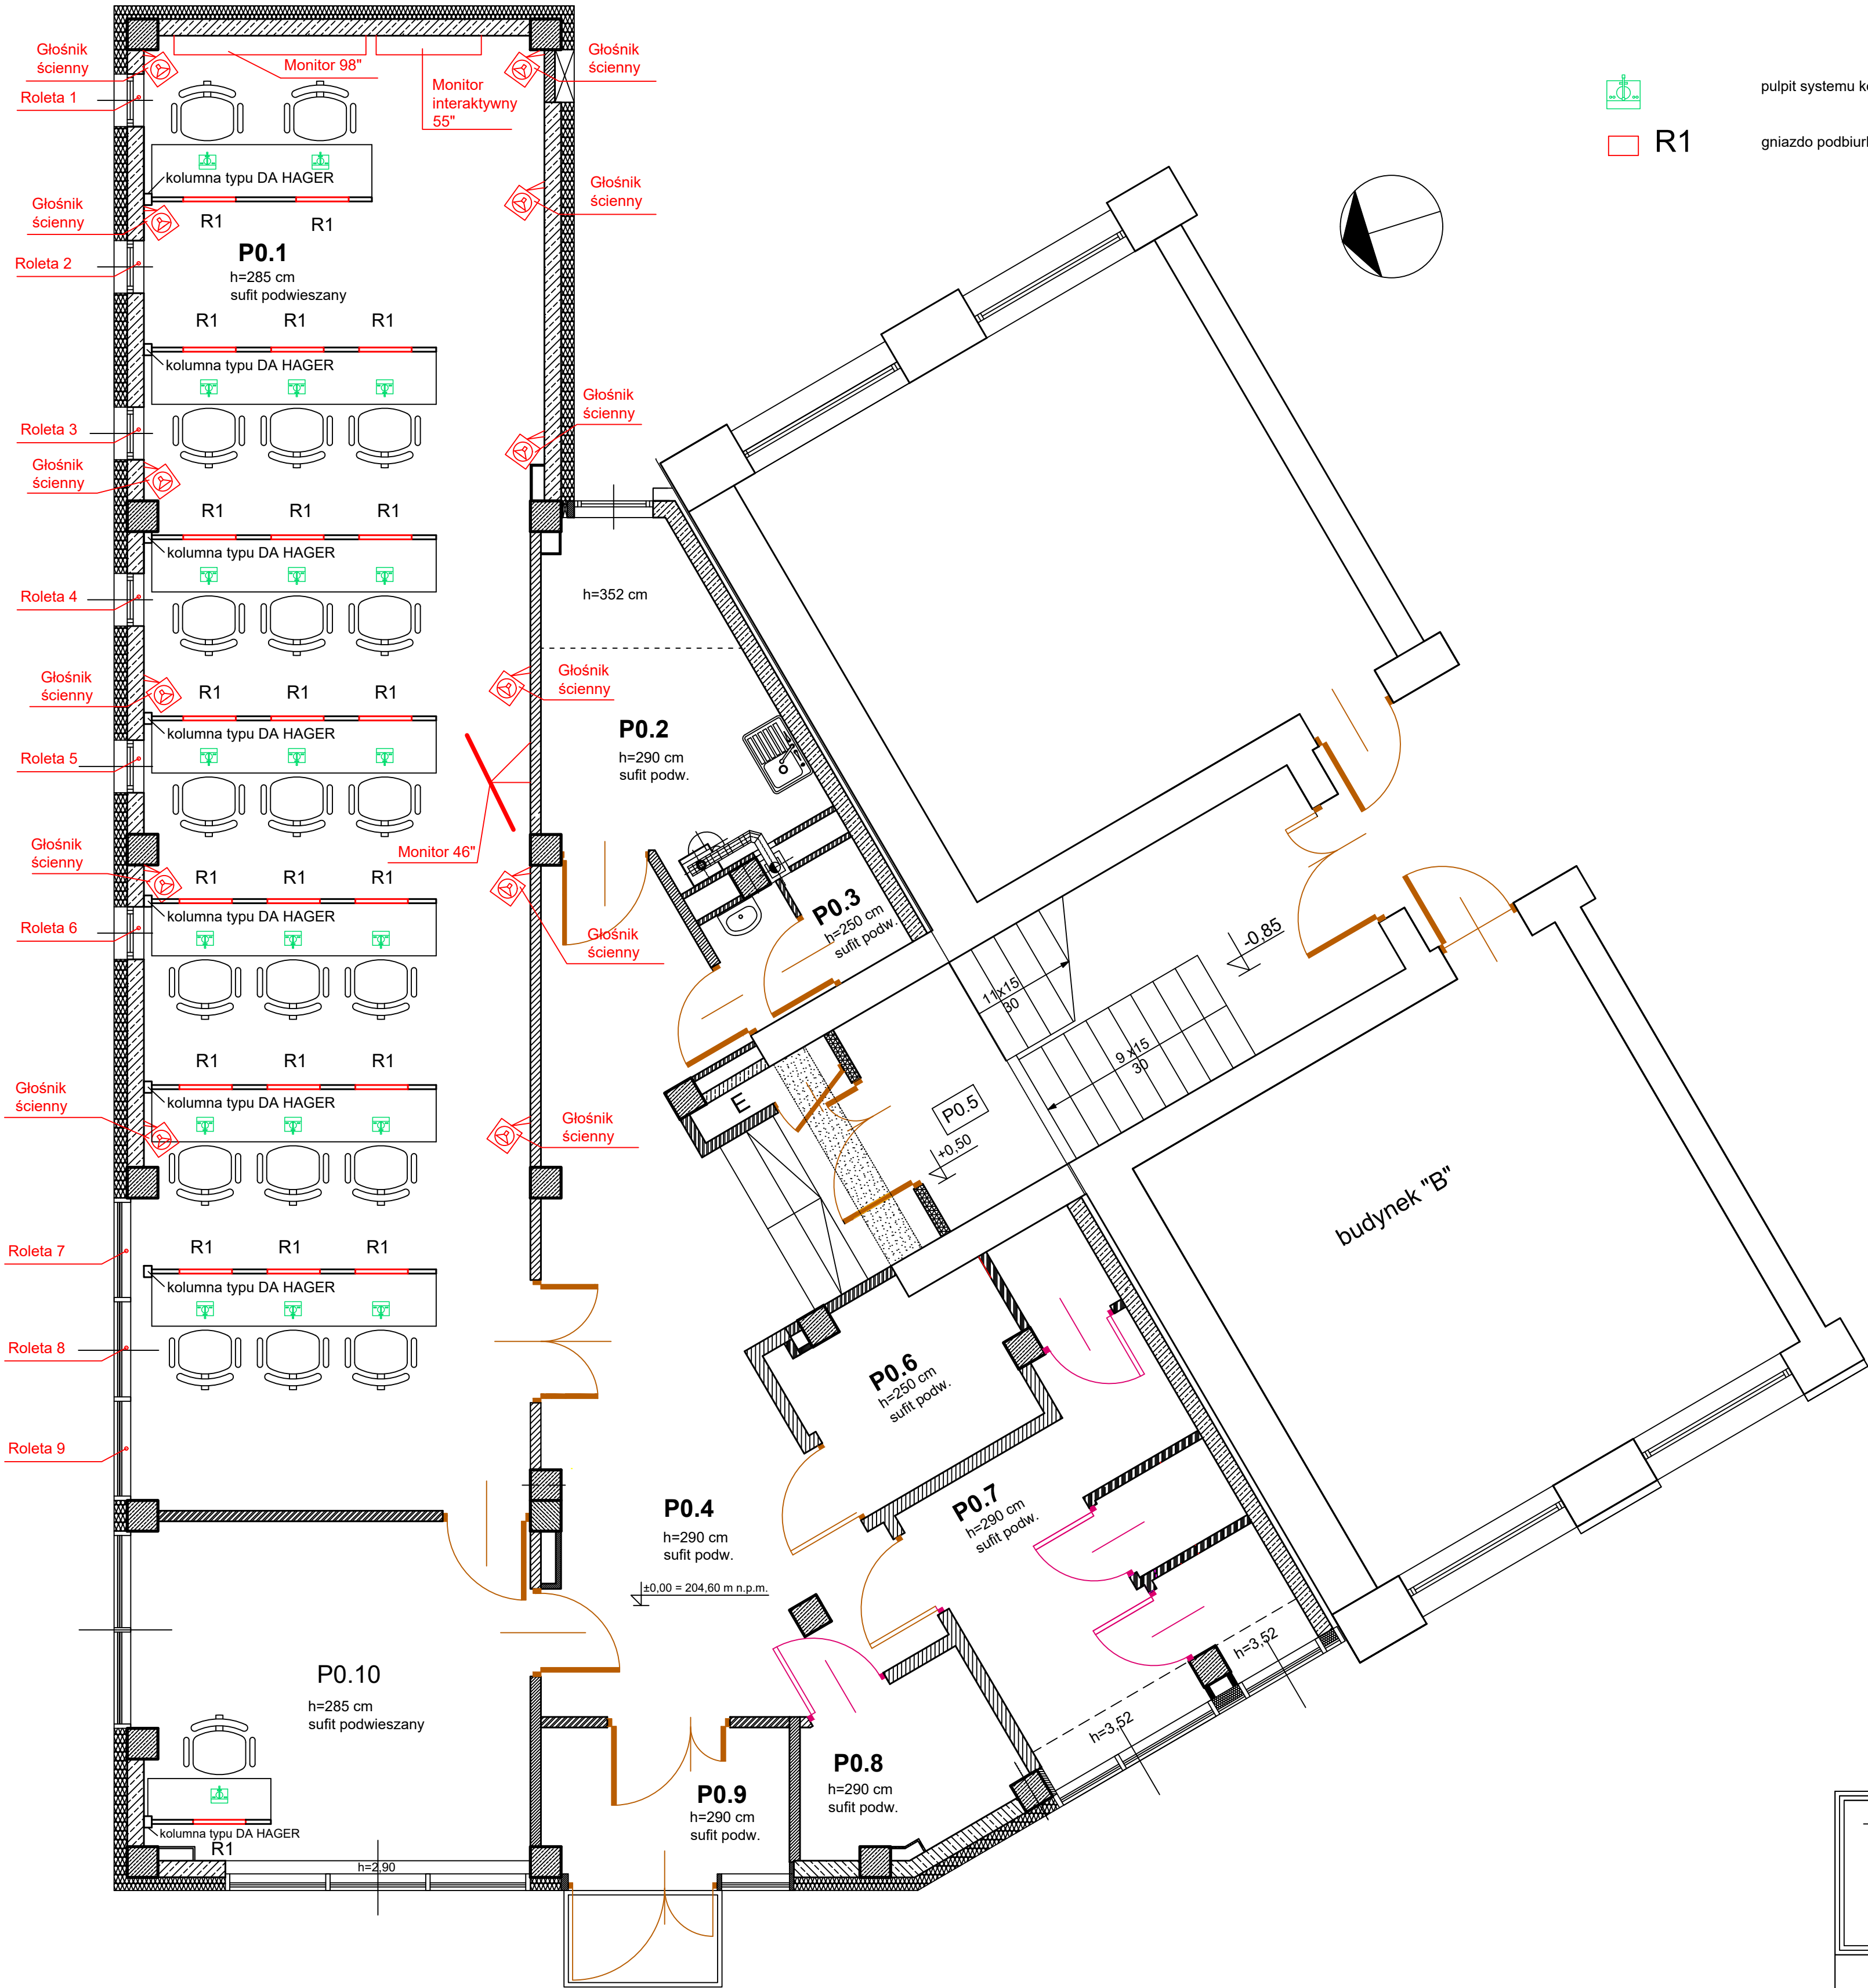 Głośnik
ścienny
Monitor 98"
Monitor
interaktywny
55"
Głośnik
ścienny
Roleta 1
kolumna typu DA HAGER
R1
R1
Głośnik
ścienny
Głośnik
ścienny
P0.1
h=285 cm
sufit podwieszany
Roleta 2
R1
R1
R1
kolumna typu DA HAGER
Głośnik
ścienny
Roleta 3
Głośnik
ścienny
R1
R1
R1
kolumna typu DA HAGER
Roleta 4
h=352 cm
Głośnik
ścienny
R1
R1
R1
Głośnik
ścienny
kolumna typu DA HAGER
P0.2
h=290 cm
sufit podw.
Roleta 5
Monitor 46"
Głośnik
ścienny
R1
R1
R1
kolumna typu DA HAGER
Głośnik
ścienny
P0.3
h=250 cm
sufit podw.
Roleta 6
-0,85
11x15
30
9 x15
30
R1
R1
R1
kolumna typu DA HAGER
Głośnik
ścienny
Głośnik
ścienny
E
P0.5
+0,50
budynek "B"
Roleta 7
R1
R1
R1
kolumna typu DA HAGER
Roleta 8
P0.6
h=250 cm
sufit podw.
Roleta 9
P0.4
h=290 cm
sufit podw.
±0,00 = 204,60 m n.p.m.
P0.7
h=290 cm
sufit podw.
h=3,52
h=3,52
P0.10
h=285 cm
sufit podwieszany
kolumna typu DA HAGER
R1
h=2,90
P0.9
h=290 cm
sufit podw.
P0.8
h=290 cm
sufit podw.
pulpit systemu
R1
gniazdo